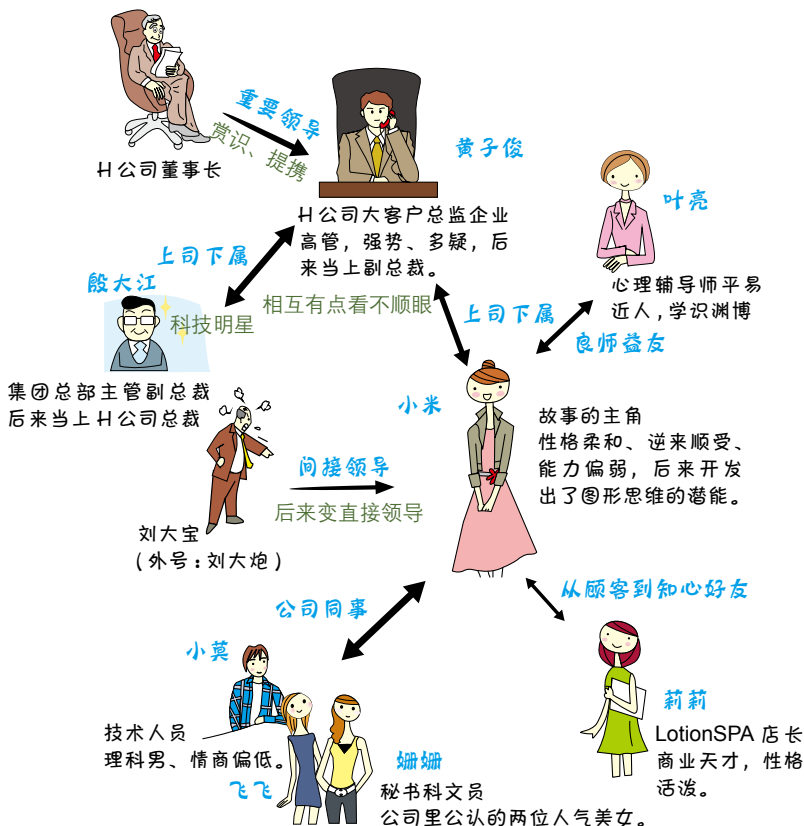 重要领导
赏识、提携
H公司董事长
黄子俊
H公司大客户总监企业
高管，强势、多疑，后
来当上副总裁。
叶亮
心理辅导师平易
近人，学识渊博
上司下属
相互有点看不顺眼
殷大江
科技明星
集团总部主管副总裁
后来当上H公司总裁
上司下属
良师益友
小米
故事的主角
性格柔和、逆来顺受、
能力偏弱，后来开发
出了图形思维的潜能。
间接领导
后来变直接领导
刘大宝
（外号：刘大炮）
公司同事
从顾客到知心好友
小莫
技术人员
理科男、情商偏低。
飞飞
姗姗
秘书科文员
公司里公认的两位人气美女。
莉莉
LotionSPA 店长
商业天才，性格
活泼。